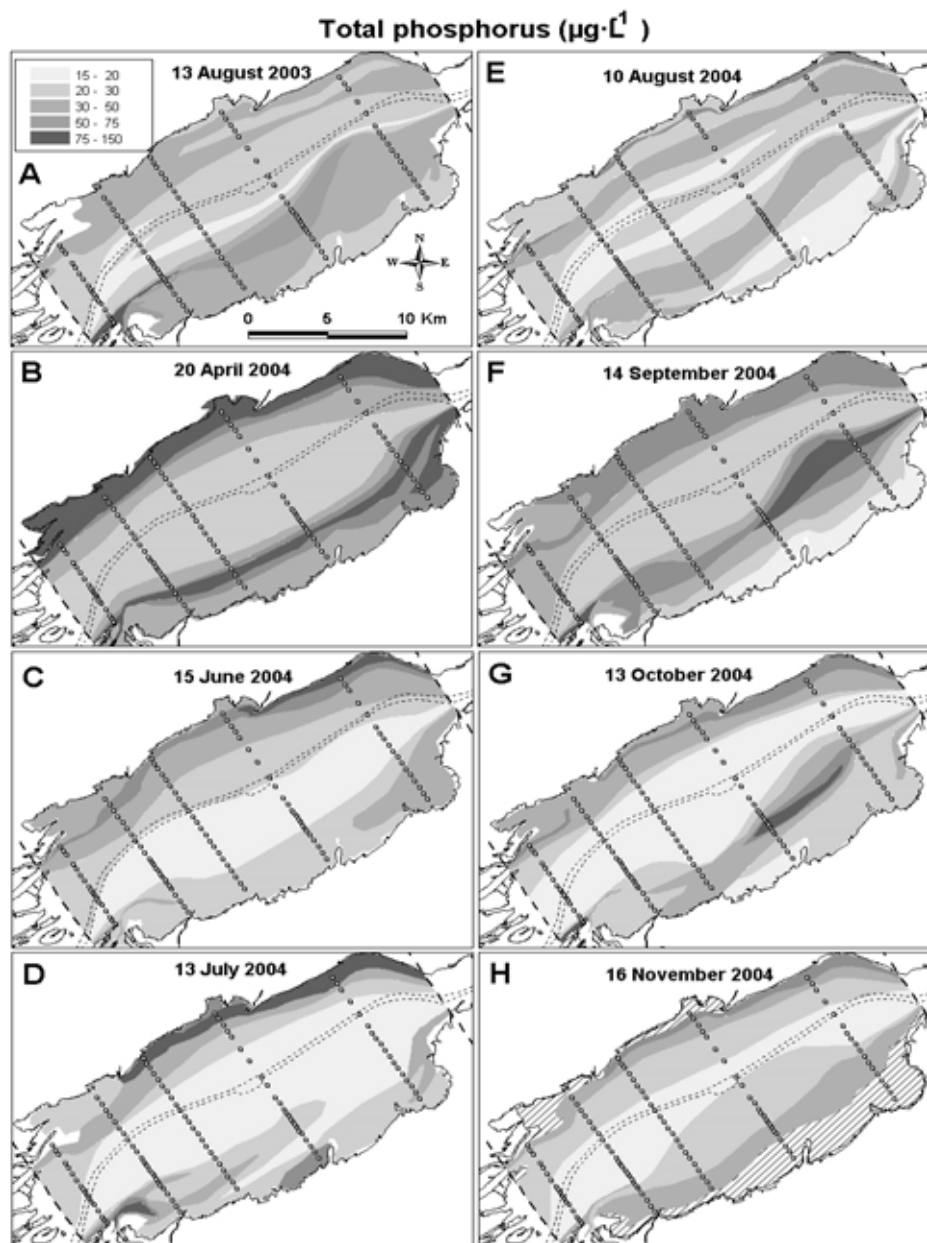 Total phosphorus (µg·L¹)
15 - 20
20 - 30
30 - 50
50 - 75
75 - 150
13 August 2003
A
N
W E
S
0 5 10 Km
E
10 August 2004
B
20 April 2004
F
14 September 2004
C
15 June 2004
G
13 October 2004
D
13 July 2004
H
16 November 2004